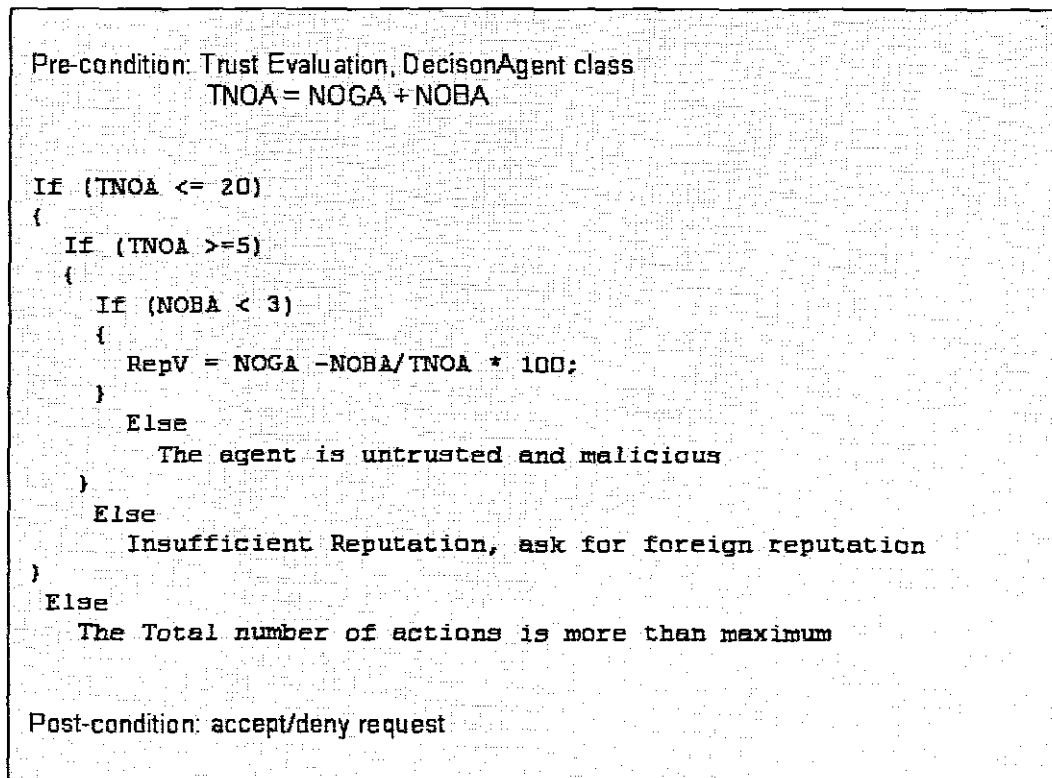 Pre-condition: Trust Evaluation, DecisonAgent class
TNOA = NOGA + NOBA
If (TNOA <= 20)
{
If (TNOA >=5)
{
If (NOBA < 3)
{
RepV = NOGA -NOBA/TNOA * 100;
}
Else
The agent is untrusted and malicious
}
Else
Insufficient Reputation, ask for foreign reputation
}
Else
The Total number of actions is more than maximum
Post-condition: accept/deny request